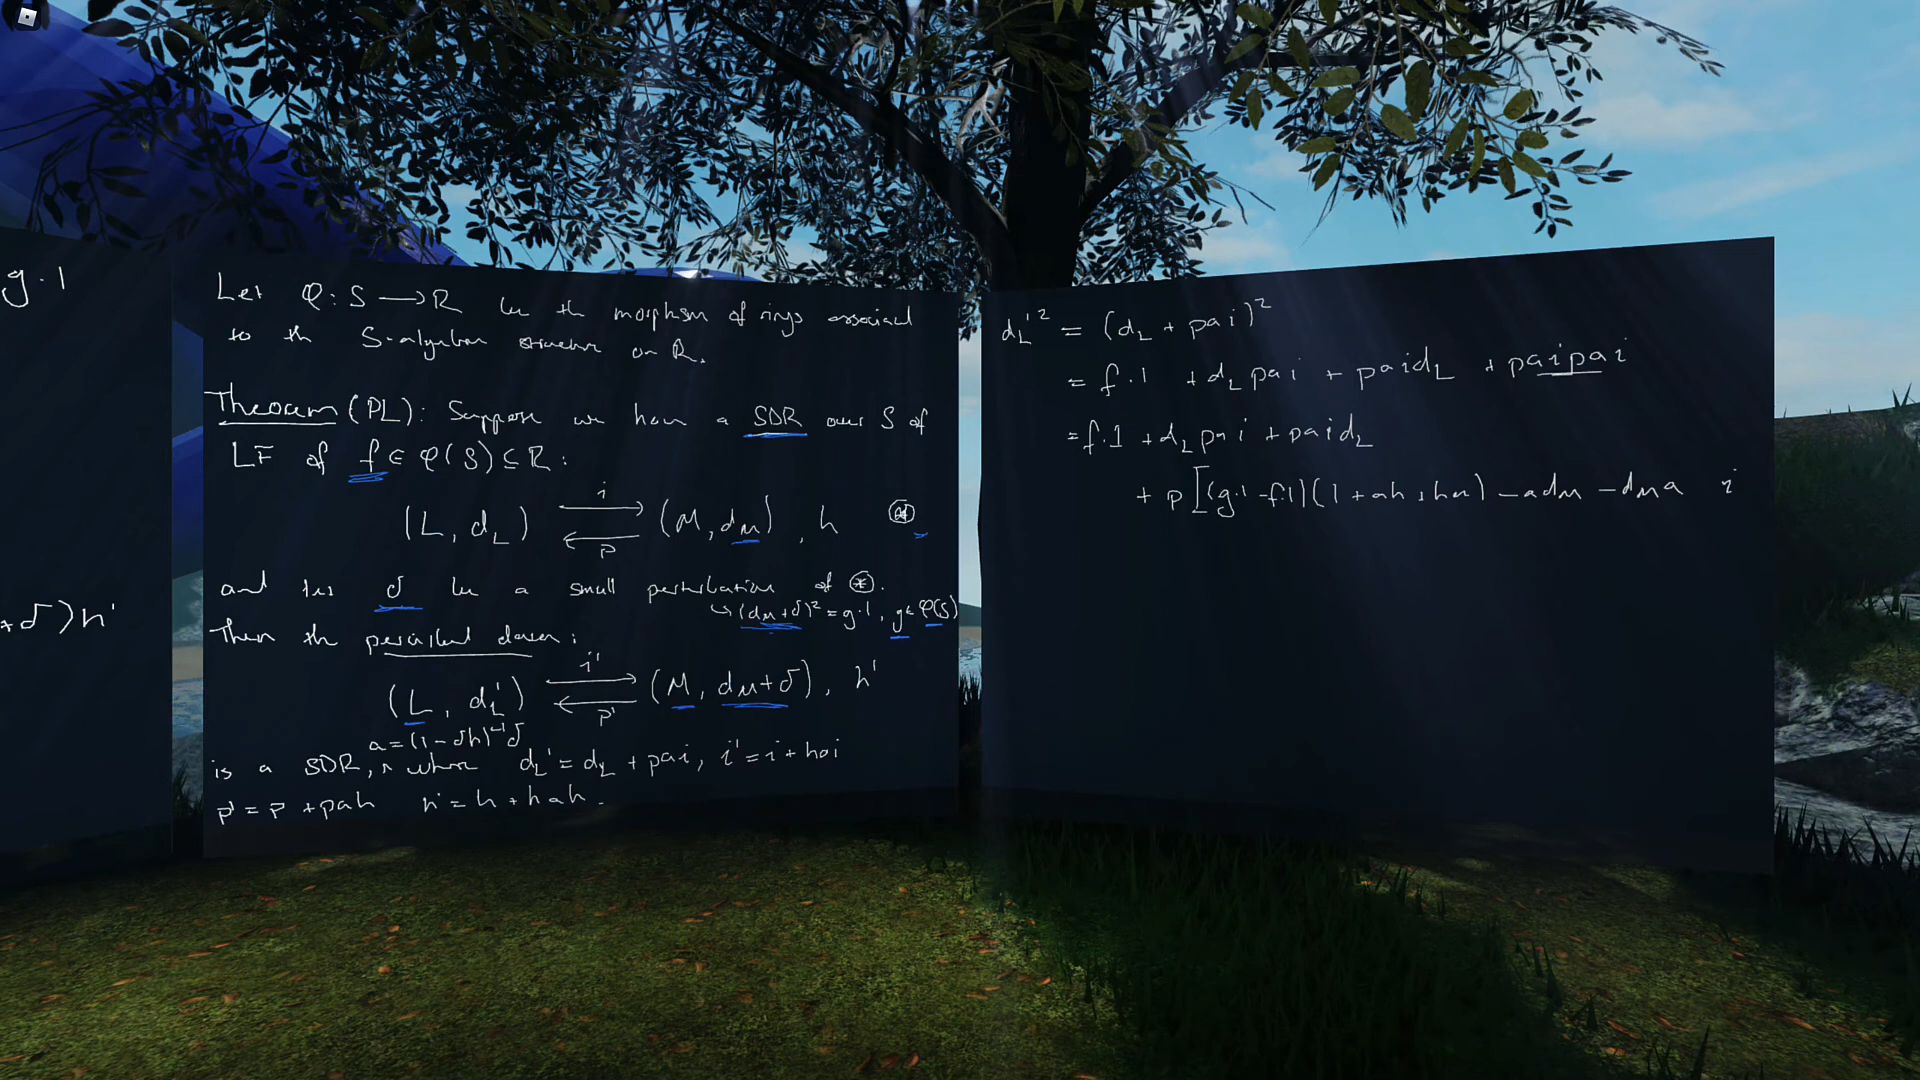 g·1
+δ)h'
Let φ: S → R be the morphism of rings associated
to the S-algebra structure on R.
Theorem (PL): Suppose we have a SDR over S of
LF of f ∈ φ(S) ⊆ R:
(L, d_L) ⇄ (M, d_M), h ⊛
i
p
and let δ be a small perturbation of ⊛.
↳ (d_M+δ)² = g·1, g ∈ φ(S)
Then the perturbed datum:
i'
(L, d_L') ⇄ (M, d_M+δ), h'
p'
a = (1-δh)⁻¹δ
is a SDR, where d_L' = d_L + pai, i' = i + hai
p' = p + pah h' = h + hah.
d_L'² = (d_L + pai)²
= f·1 + d_L pai + paid_L + paipai
= f·1 + d_L pai + paid_L
+ p[(g·1 - f·1)(1 + ah + ha) - ad_M - d_M a i